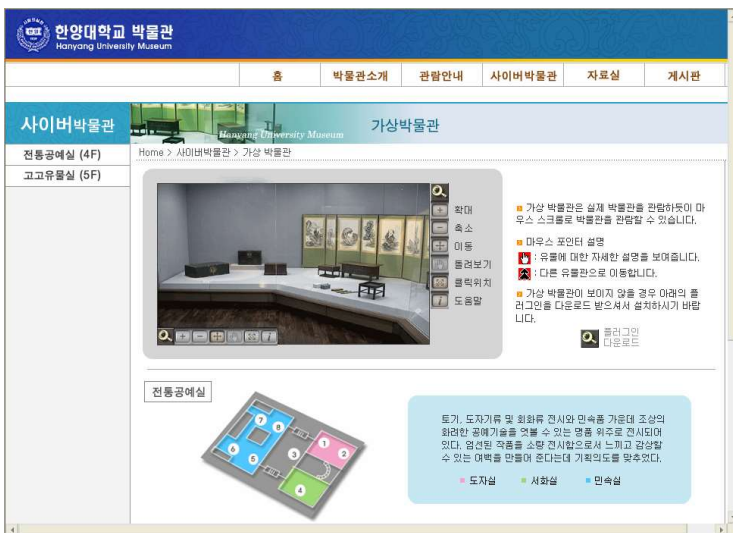 한양대학교 박물관
Hanyang University Museum
홈 박물관소개 관람안내 사이버박물관 자료실 게시판
사이버박물관
Hanyang University Museum
가상박물관
전통공예실 (4F)
고고유물실 (5F)
Home > 사이버박물관 > 가상 박물관
확대
축소
이동
돌려보기
클릭위치
도움말
가상 박물관은 실제 박물관을 관람하듯이 마
우스 스크롤로 박물관을 관람할 수 있습니다.
마우스 포인터 설명
: 유물에 대한 자세한 설명을 보여줍니다.
: 다른 유물관으로 이동합니다.
가상 박물관이 보이지 않을 경우 아래의 플
러그인을 다운로드 받으셔서 설치하시기 바랍
니다.
플러그인
다운로드
전통공예실
7
8
1
2
3
6
5
4
토기, 도자기류 및 회화류 전시와 민속품 가운데 조상의
화려한 공예기술을 엿볼 수 있는 명품 위주로 전시되어
있다. 엄선된 작품을 소량 전시함으로서 느끼고 감상할
수 있는 여백을 만들어 준다는데 기획의도를 맞추었다.
도자실 서화실 민속실